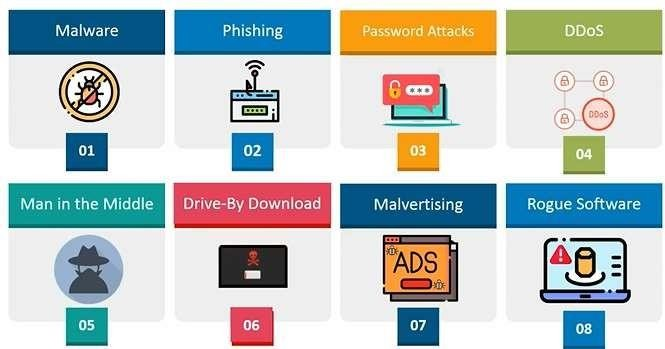 Malware
Phishing
Password Attacks
DDoS
***
DDoS
01
02
03
04
Man in the Middle
Drive-By Download
Malvertising
Rogue Software
ADS
05
06
07
08